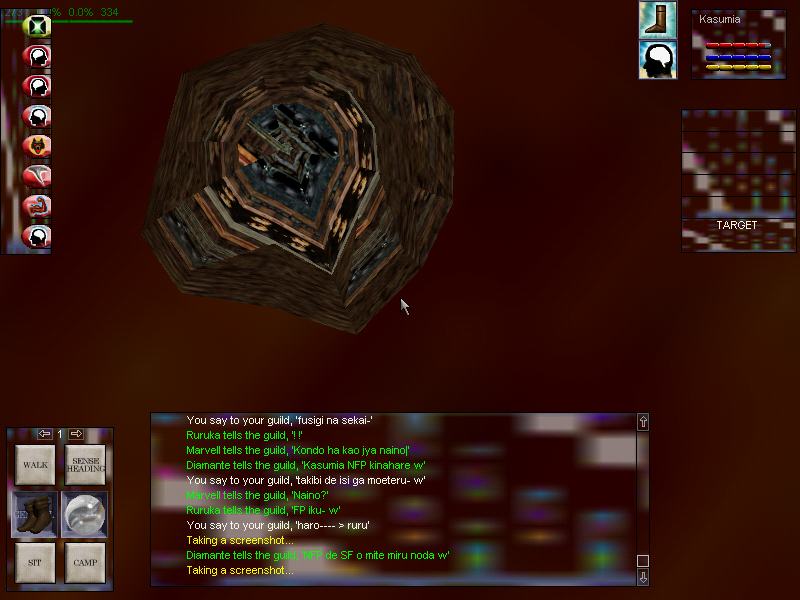 0.0% 334
Kasumia
TARGET
1
WALK
SENSE HEADING
SIT
CAMP
You say to your guild, 'fusigi na sekai-'
Ruruka tells the guild, '! !'
Marvell tells the guild, 'Kondo ha kao jya naino|'
Diamante tells the guild, 'Kasumia NFP kinahare w'
You say to your guild, 'takibi de isi ga moeteru- w'
Marvell tells the guild, 'Naino?'
Ruruka tells the guild, 'FP iku- w'
You say to your guild, 'haro---- > ruru'
Taking a screenshot...
Diamante tells the guild, 'NFP de SF o mite miru noda w'
Taking a screenshot...